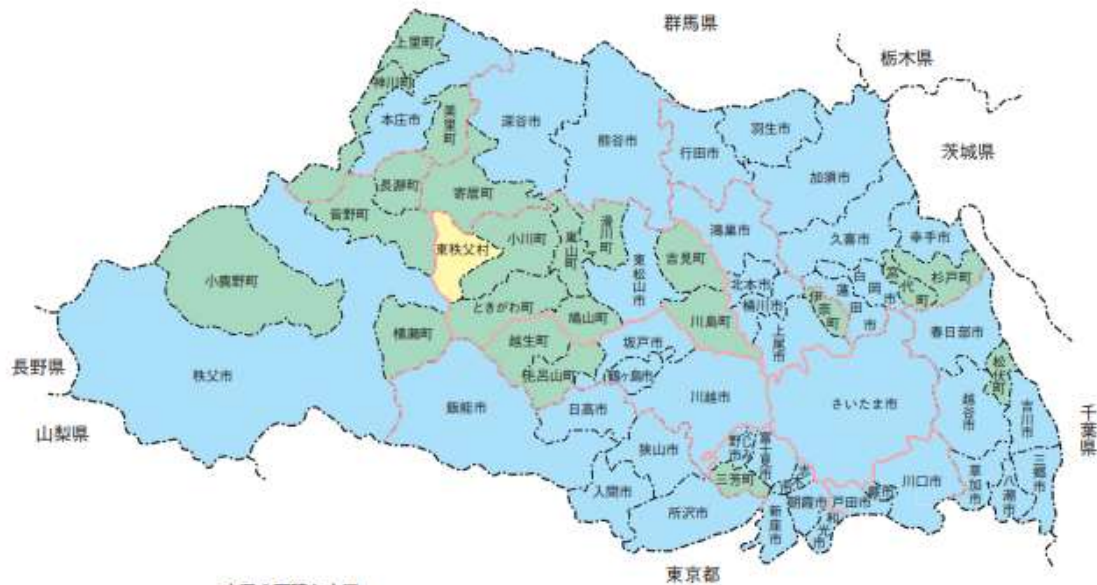 群馬県
栃木県
茨城県
千葉県
東京都
山梨県
長野県
上里町
神川町
本庄市
美里町
深谷市
熊谷市
行田市
羽生市
加須市
長瀞町
寄居町
皆野町
小鹿野町
東秩父村
小川町
嵐山町
滑川町
東松山市
吉見町
鴻巣市
久喜市
幸手市
北本市
桶川市
伊奈町
蓮田市
白岡市
宮代町
杉戸町
ときがわ町
鳩山町
川島町
上尾市
春日部市
横瀬町
越生町
毛呂山町
坂戸市
鶴ヶ島市
川越市
さいたま市
松伏町
秩父市
飯能市
日高市
狭山市
越谷市
吉川市
三郷市
富士見市
三芳町
入間市
所沢市
新座市
朝霞市
和光市
戸田市
蕨市
川口市
草加市
八潮市